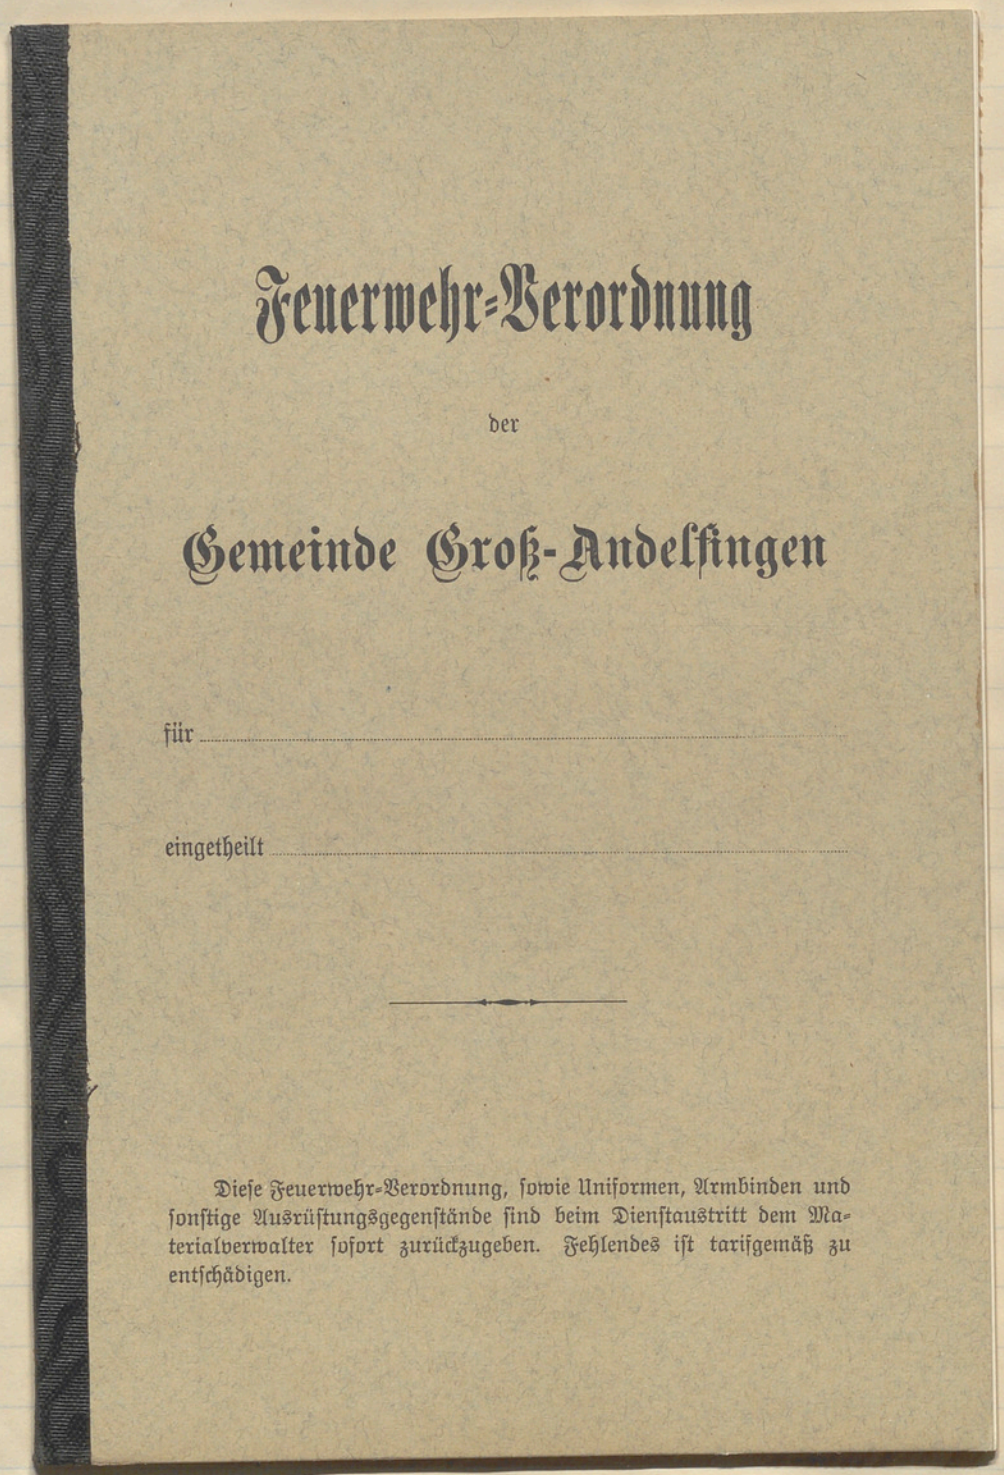 Feuerwehr-Verordnung
der
Gemeinde Groß-Andelfingen
für
eingetheilt
Diese Feuerwehr-Verordnung, sowie Uniformen, Armbinden und
sonstige Ausrüstungsgegenstände sind beim Dienstaustritt dem Ma-
terialverwalter sofort zurückzugeben. Fehlendes ist tarifgemäß zu
entschädigen.